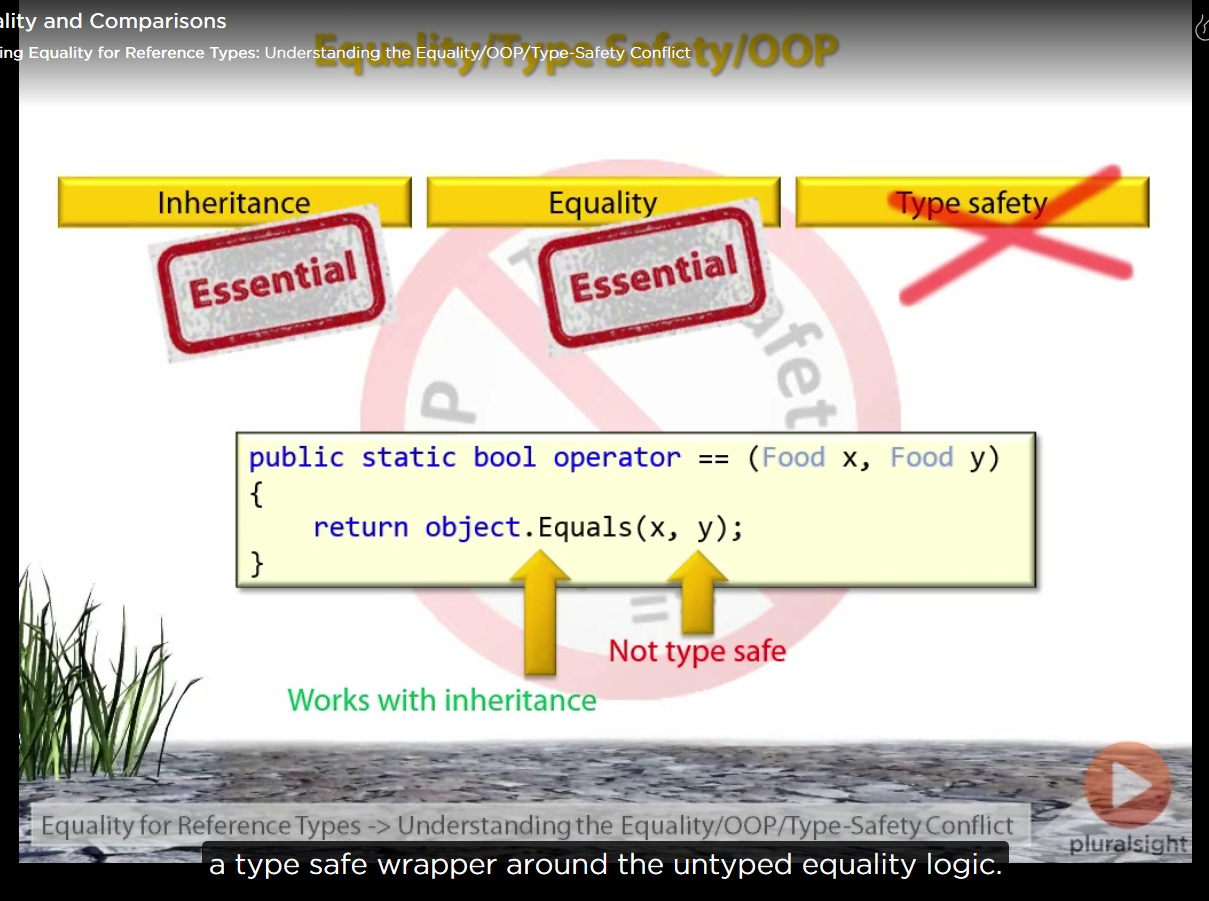 ality and Comparisons
ing Equality for Reference Types: Understanding the Equality/OOP/Type-Safety Conflict
Equality/Type Safety/OOP
Inheritance
Equality
Type safety
Essential
Essential
public static bool operator == (Food x, Food y)
{
return object.Equals(x, y);
}
Not type safe
Works with inheritance
Equality for Reference Types -> Understanding the Equality/OOP/Type-Safety Conflict
pluralsight
a type safe wrapper around the untyped equality logic.